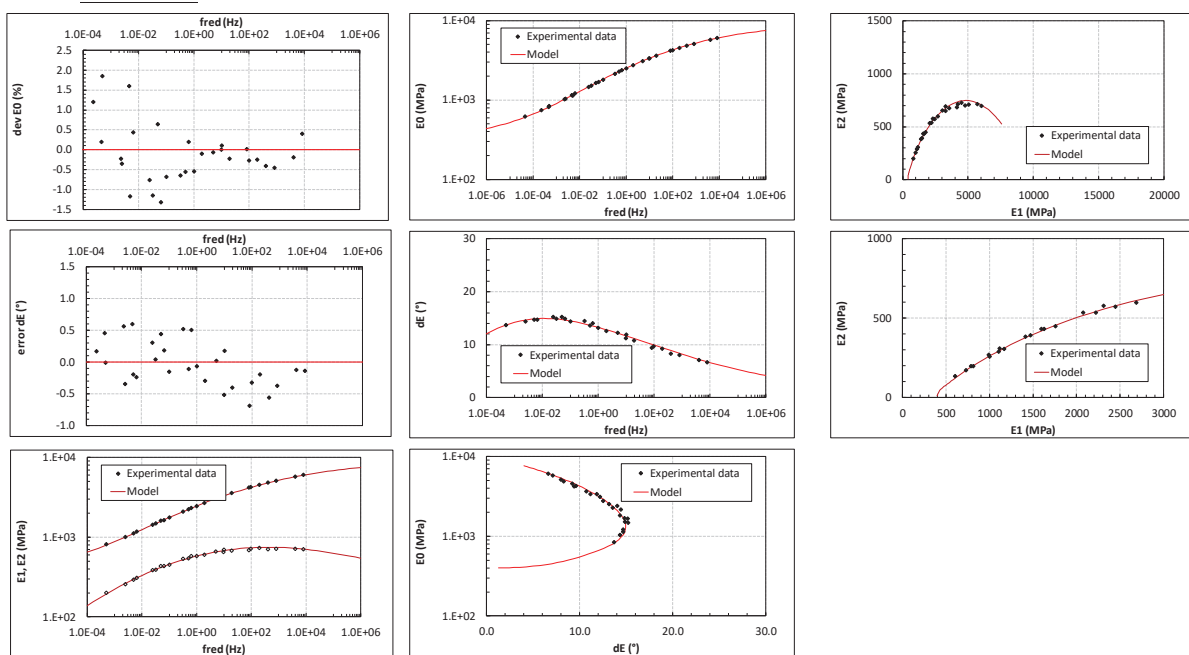 fred (Hz)
1.0E-04 1.0E-02 1.0E+00 1.0E+02 1.0E+04 1.0E+06
2.5
2.0
1.5
1.0
0.5
0.0
-0.5
-1.0
-1.5
dev E0 (%)
1.E+04
1.E+03
1.E+02
E0 (MPa)
Experimental data
Model
1.0E-06 1.0E-04 1.0E-02 1.0E+00 1.0E+02 1.0E+04 1.0E+06
fred (Hz)
1500
1000
500
0
E2 (MPa)
Experimental data
Model
0 5000 10000 15000 20000
E1 (MPa)
fred (Hz)
1.0E-04 1.0E-02 1.0E+00 1.0E+02 1.0E+04 1.0E+06
1.5
1.0
0.5
0.0
-0.5
-1.0
error dE (°)
30
24
18
12
6
0
dE (°)
Experimental data
Model
1.0E-04 1.0E-02 1.0E+00 1.0E+02 1.0E+04 1.0E+06
fred (Hz)
1000
500
0
E2 (MPa)
Experimental data
Model
0 500 1000 1500 2000 2500 3000
E1 (MPa)
1.E+04
1.E+03
1.E+02
E1, E2 (MPa)
Experimental data
Model
1.0E-04 1.0E-02 1.0E+00 1.0E+02 1.0E+04 1.0E+06
fred (Hz)
1.E+04
1.E+03
1.E+02
E0 (MPa)
Experimental data
Model
0.0 10.0 20.0 30.0
dE (°)